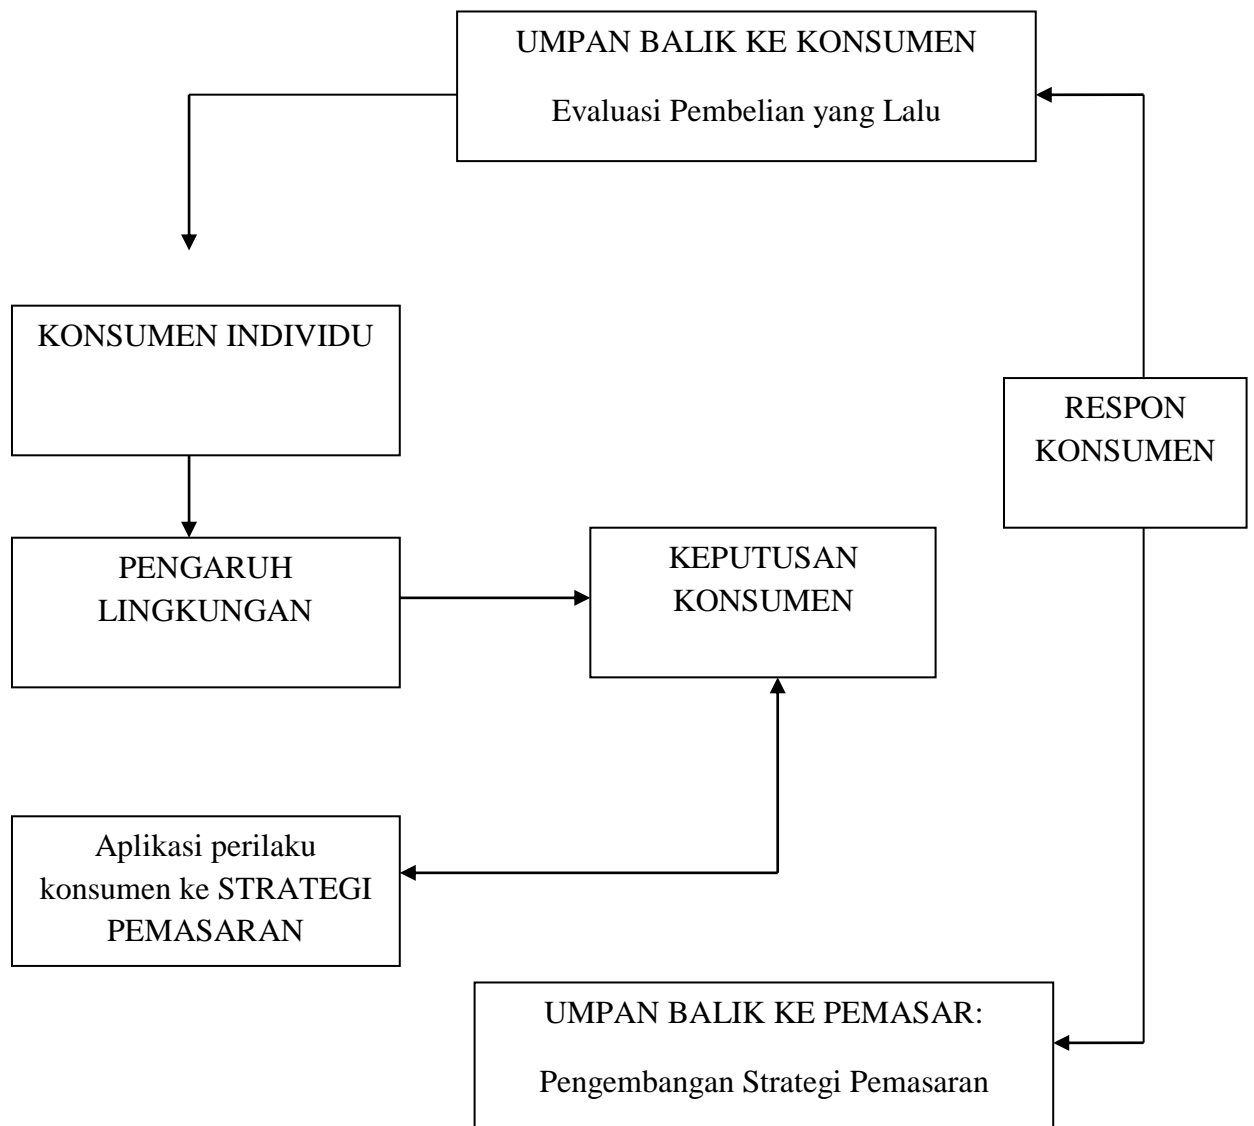 UMPAN BALIK KE KONSUMEN
Evaluasi Pembelian yang Lalu
KONSUMEN INDIVIDU
RESPON
KONSUMEN
PENGARUH
LINGKUNGAN
KEPUTUSAN
KONSUMEN
Aplikasi perilaku
konsumen ke STRATEGI
PEMASARAN
UMPAN BALIK KE PEMASAR:
Pengembangan Strategi Pemasaran